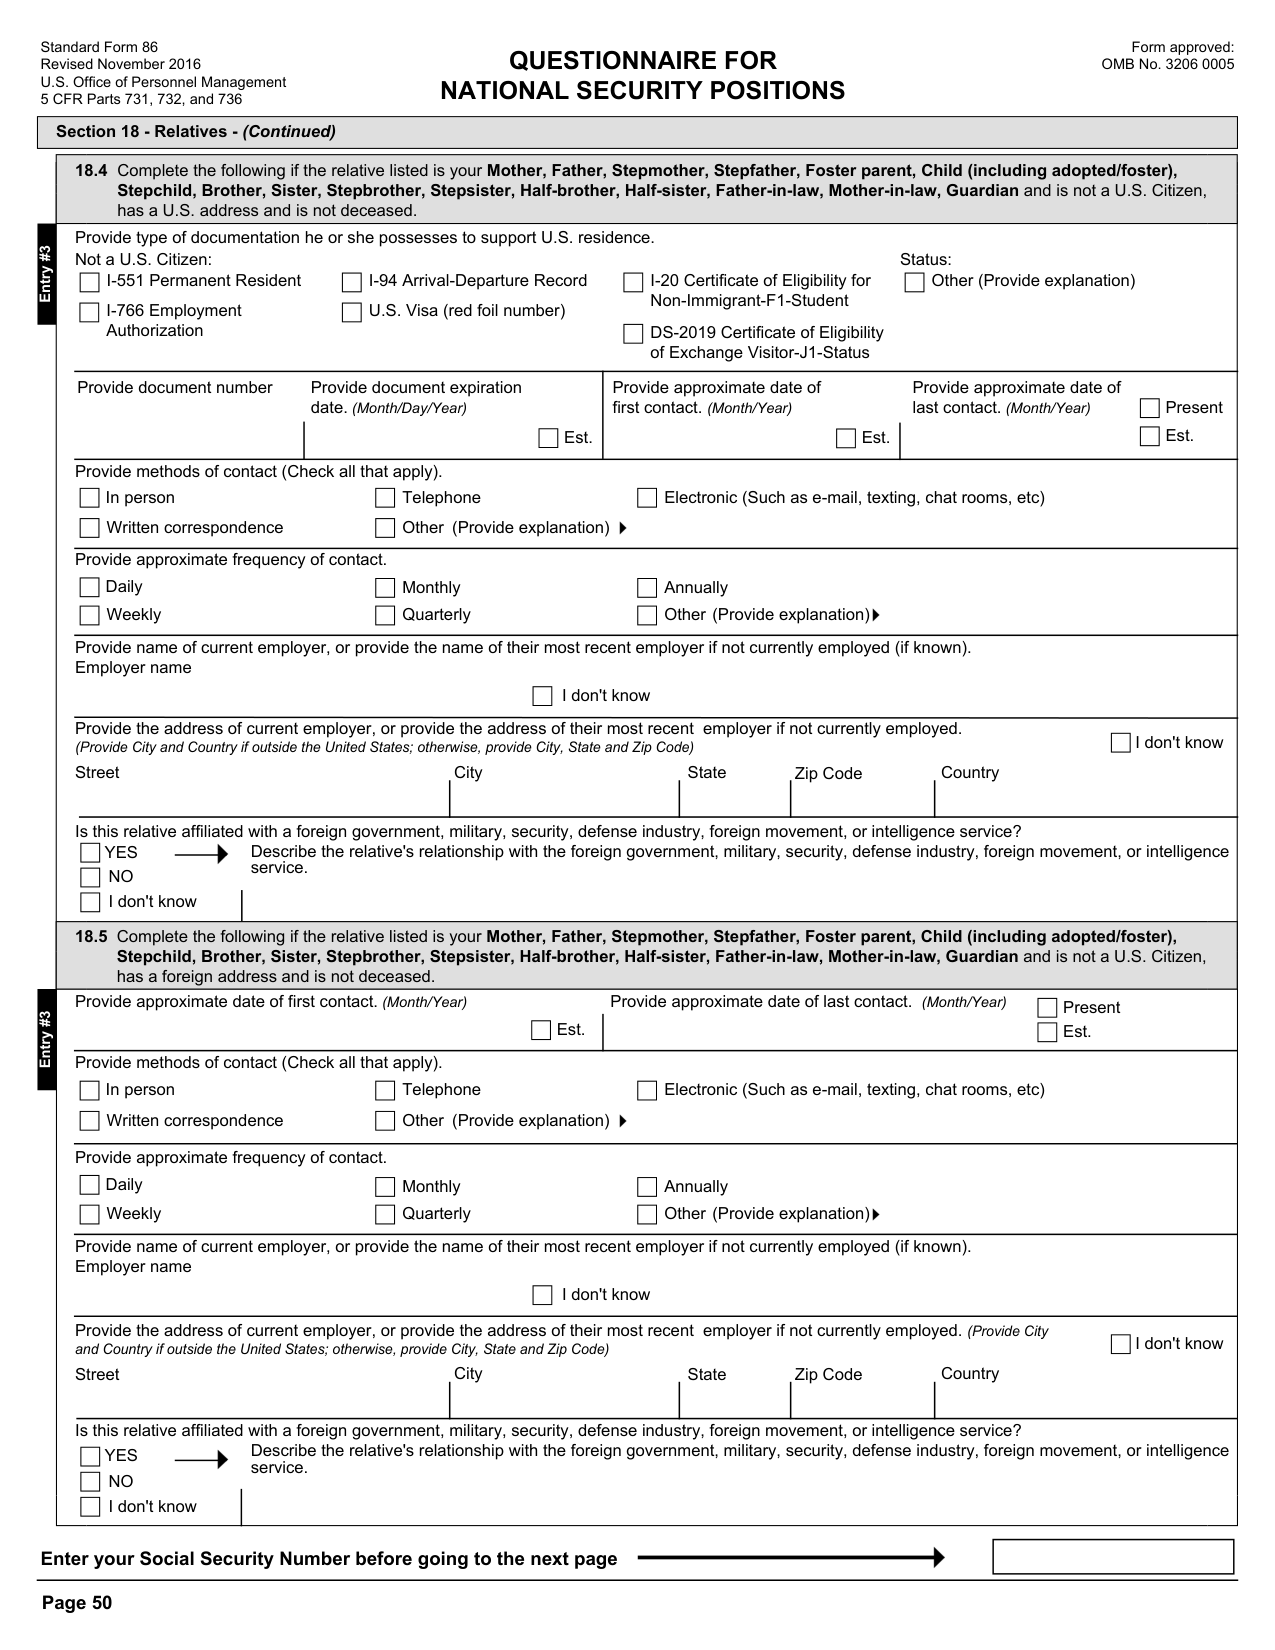 Standard Form 86
Revised November 2016
U.S. Office of Personnel Management
5 CFR Parts 731, 732, and 736
QUESTIONNAIRE FOR
NATIONAL SECURITY POSITIONS
Form approved:
OMB No. 3206 0005
Section 18 - Relatives - (Continued)
18.4 Complete the following if the relative listed is your Mother, Father, Stepmother, Stepfather, Foster parent, Child (including adopted/foster),
Stepchild, Brother, Sister, Stepbrother, Stepsister, Half-brother, Half-sister, Father-in-law, Mother-in-law, Guardian and is not a U.S. Citizen,
has a U.S. address and is not deceased.
Entry #3
Provide type of documentation he or she possesses to support U.S. residence.
Not a U.S. Citizen:
Status:
I-551 Permanent Resident
I-94 Arrival-Departure Record
I-20 Certificate of Eligibility for
Non-Immigrant-F1-Student
Other (Provide explanation)
I-766 Employment
Authorization
U.S. Visa (red foil number)
DS-2019 Certificate of Eligibility
of Exchange Visitor-J1-Status
Provide document number
Provide document expiration
date. (Month/Day/Year)
Est.
Provide approximate date of
first contact. (Month/Year)
Est.
Provide approximate date of
last contact. (Month/Year)
Present
Est.
Provide methods of contact (Check all that apply).
In person
Telephone
Electronic (Such as e-mail, texting, chat rooms, etc)
Written correspondence
Other (Provide explanation)
Provide approximate frequency of contact.
Daily
Monthly
Annually
Weekly
Quarterly
Other (Provide explanation)
Provide name of current employer, or provide the name of their most recent employer if not currently employed (if known).
Employer name
I don't know
Provide the address of current employer, or provide the address of their most recent employer if not currently employed.
(Provide City and Country if outside the United States; otherwise, provide City, State and Zip Code)
I don't know
Street
City
State
Zip Code
Country
Is this relative affiliated with a foreign government, military, security, defense industry, foreign movement, or intelligence service?
YES
Describe the relative's relationship with the foreign government, military, security, defense industry, foreign movement, or intelligence
service.
NO
I don't know
18.5 Complete the following if the relative listed is your Mother, Father, Stepmother, Stepfather, Foster parent, Child (including adopted/foster),
Stepchild, Brother, Sister, Stepbrother, Stepsister, Half-brother, Half-sister, Father-in-law, Mother-in-law, Guardian and is not a U.S. Citizen,
has a foreign address and is not deceased.
Entry #3
Provide approximate date of first contact. (Month/Year)
Est.
Provide approximate date of last contact. (Month/Year)
Present
Est.
Provide methods of contact (Check all that apply).
In person
Telephone
Electronic (Such as e-mail, texting, chat rooms, etc)
Written correspondence
Other (Provide explanation)
Provide approximate frequency of contact.
Daily
Monthly
Annually
Weekly
Quarterly
Other (Provide explanation)
Provide name of current employer, or provide the name of their most recent employer if not currently employed (if known).
Employer name
I don't know
Provide the address of current employer, or provide the address of their most recent employer if not currently employed. (Provide City
and Country if outside the United States; otherwise, provide City, State and Zip Code)
I don't know
Street
City
State
Zip Code
Country
Is this relative affiliated with a foreign government, military, security, defense industry, foreign movement, or intelligence service?
YES
Describe the relative's relationship with the foreign government, military, security, defense industry, foreign movement, or intelligence
service.
NO
I don't know
Enter your Social Security Number before going to the next page
Page 50